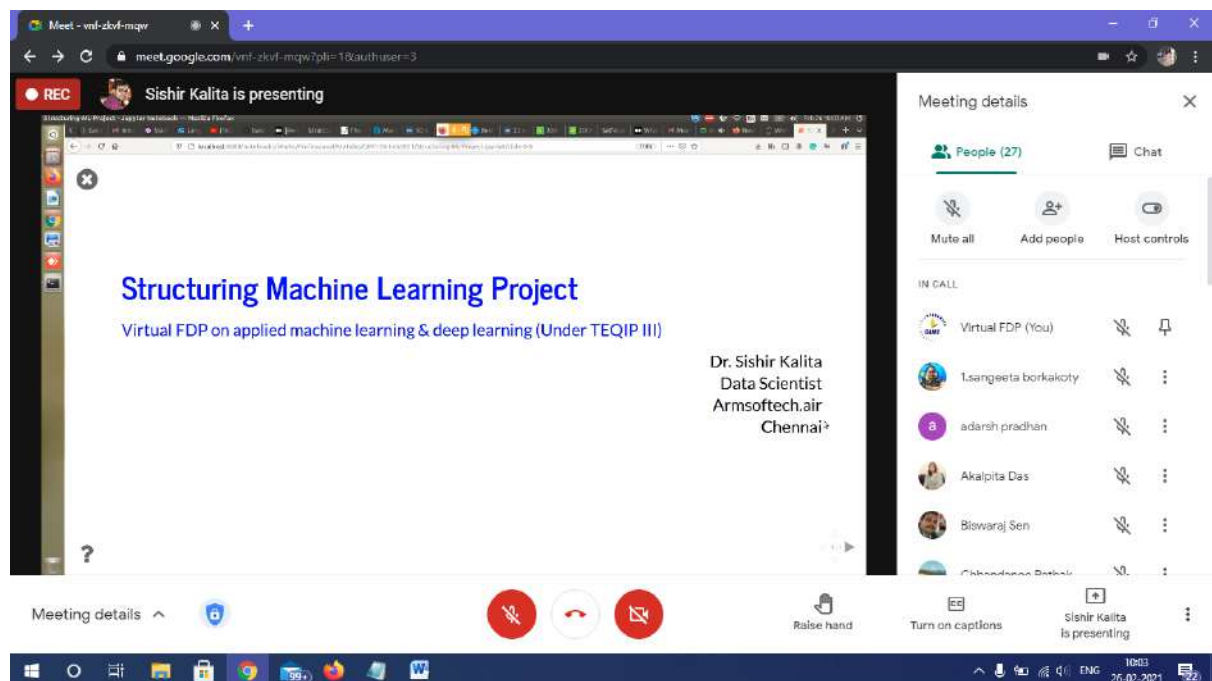 Meet - vnf-zkvf-mqw
meet.google.com/vnf-zkvf-mqw?pli=1&authuser=3
REC
Sishir Kalita is presenting
Structuring Machine Learning Project
Virtual FDP on applied machine learning & deep learning (Under TEQIP III)
Dr. Sishir Kalita
Data Scientist
Armsoftech.air
Chennai
?
Meeting details
People (27)
Chat
Mute all
Add people
Host controls
IN CALL
Virtual FDP (You)
1.sangeeta borkakoty
a
adarsh pradhan
Akalpita Das
Biswaraj Sen
Meeting details
Raise hand
Turn on captions
Sishir Kalita
is presenting
99+
ENG
10:03
26-02-2021
22